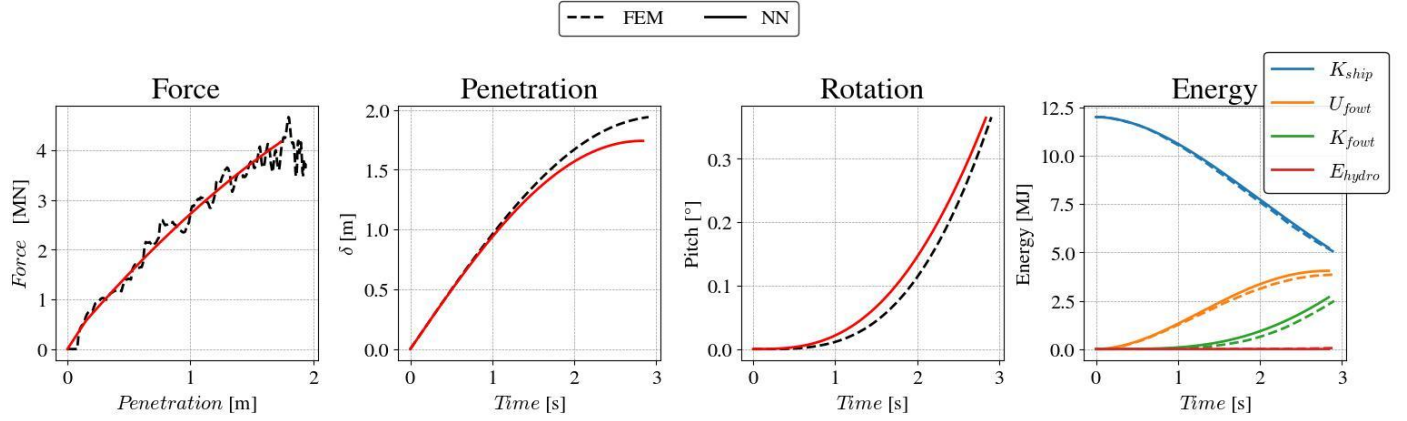 FEM NN
Force
Force [MN]
4
3
2
1
0
0 1 2
Penetration [m]
Penetration
δ [m]
2.0
1.5
1.0
0.5
0.0
0 1 2 3
Time [s]
Rotation
Pitch [°]
0.3
0.2
0.1
0.0
0 1 2 3
Time [s]
Energy
Energy [MJ]
12.5
10.0
7.5
5.0
2.5
0.0
0 1 2 3
Time [s]
K_ship
U_fowt
K_fowt
E_hydro